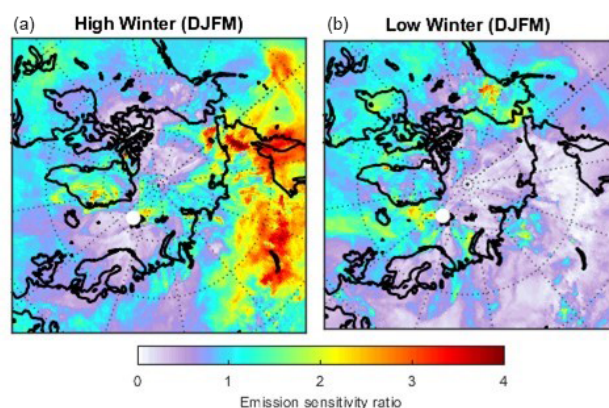 (a) High Winter (DJFM)
(b) Low Winter (DJFM)
0 1 2 3 4
Emission sensitivity ratio